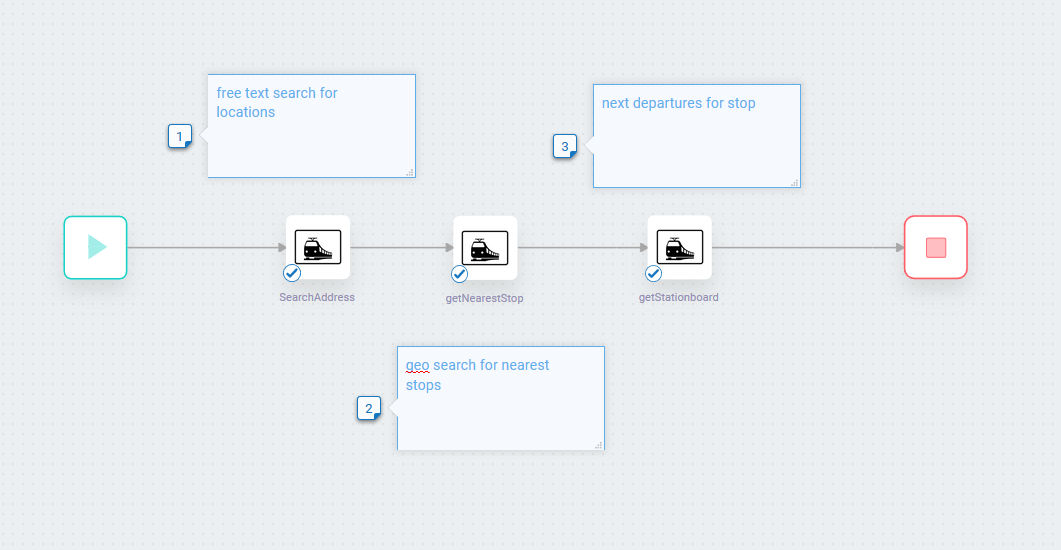 free text search for
locations
1
next departures for stop
3
SearchAddress
getNearestStop
getStationboard
geo search for nearest
stops
2